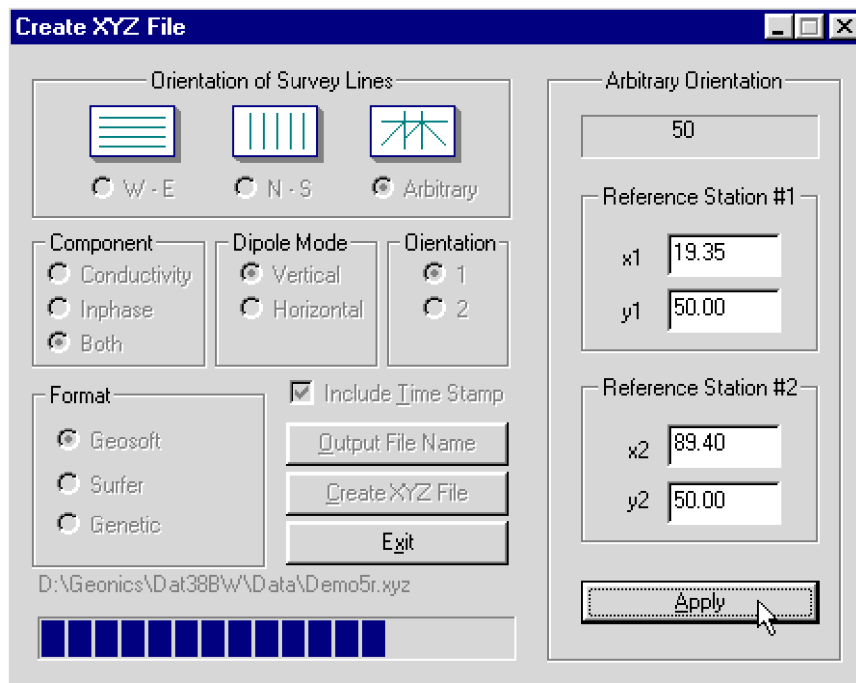 Create XYZ File
Orientation of Survey Lines
W - E
N - S
Arbitrary
Component
Conductivity
Inphase
Both
Dipole Mode
Vertical
Horizontal
Oientation
1
2
Format
Geosoft
Surfer
Genetic
Include Time Stamp
Output File Name
Create XYZ File
Exit
D:\Geonics\Dat38BW\Data\Demo5r.xyz
Arbitrary Orientation
50
Reference Station #1
x1 19.35
y1 50.00
Reference Station #2
x2 89.40
y2 50.00
Apply